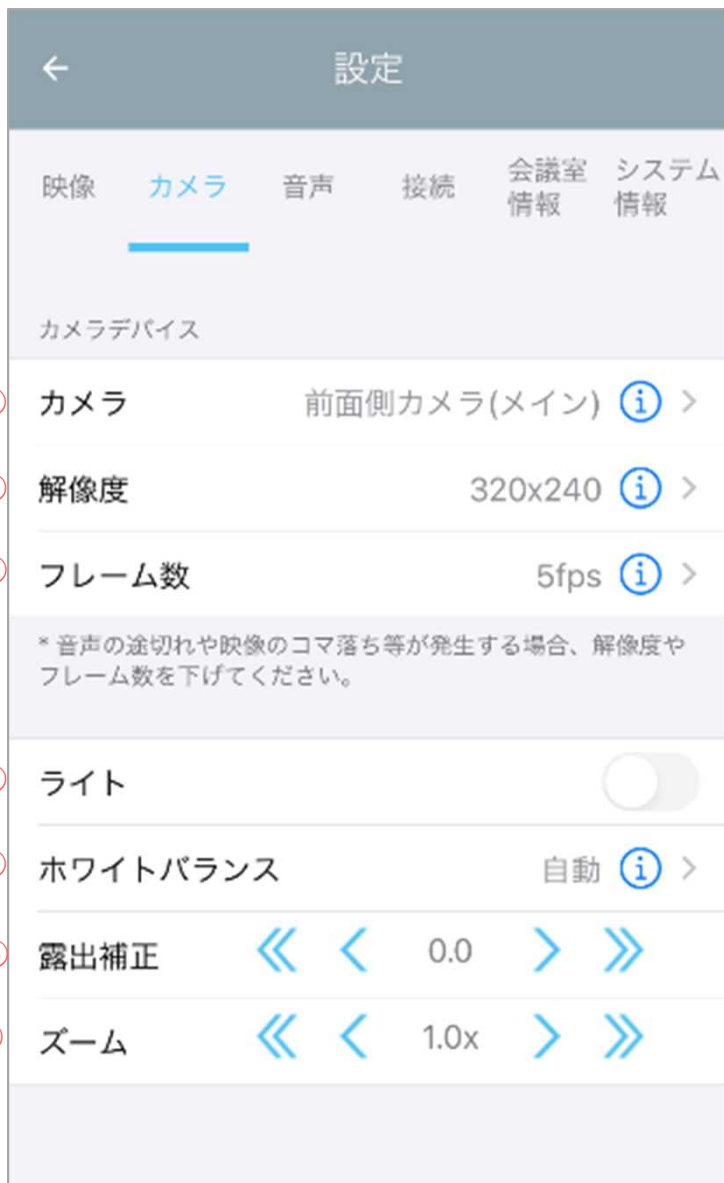 設定
映像 カメラ 音声 接続 会議室情報 システム情報
カメラデバイス
カメラ 前面側カメラ(メイン)
解像度 320x240
フレーム数 5fps
* 音声の途切れや映像のコマ落ち等が発生する場合、解像度や
フレーム数を下げてください。
ライト
ホワイトバランス 自動
露出補正 0.0
ズーム 1.0x